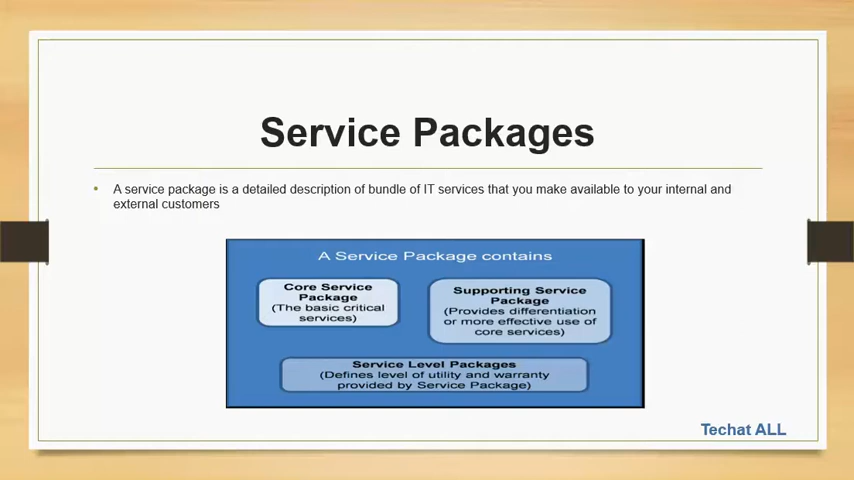 Service Packages
• A service package is a detailed description of bundle of IT services that you make available to your internal and
external customers
A Service Package contains
Core Service
Package
(The basic critical
services)
Supporting Service
Package
(Provides differentiation
or more effective use of
core services)
Service Level Packages
(Defines level of utility and warranty
provided by Service Package)
Techat ALL